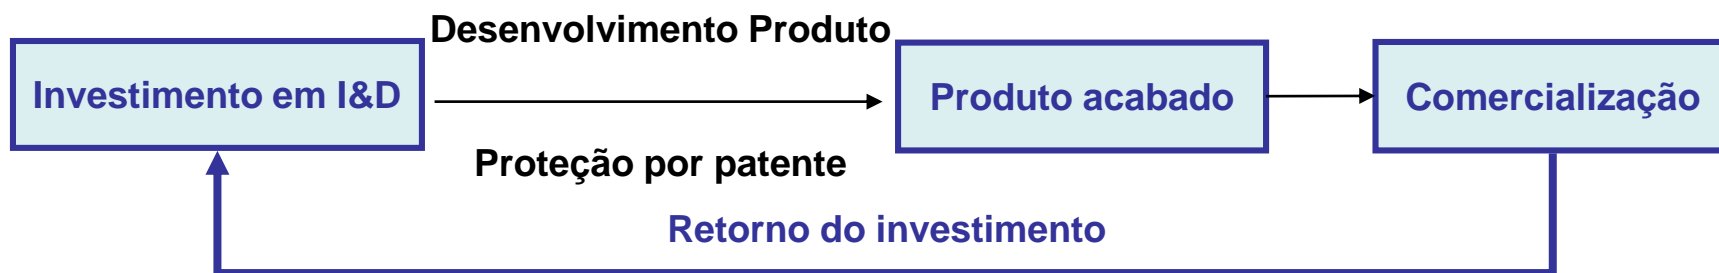 Desenvolvimento Produto
Investimento em I&D
Produto acabado
Comercialização
Proteção por patente
Retorno do investimento